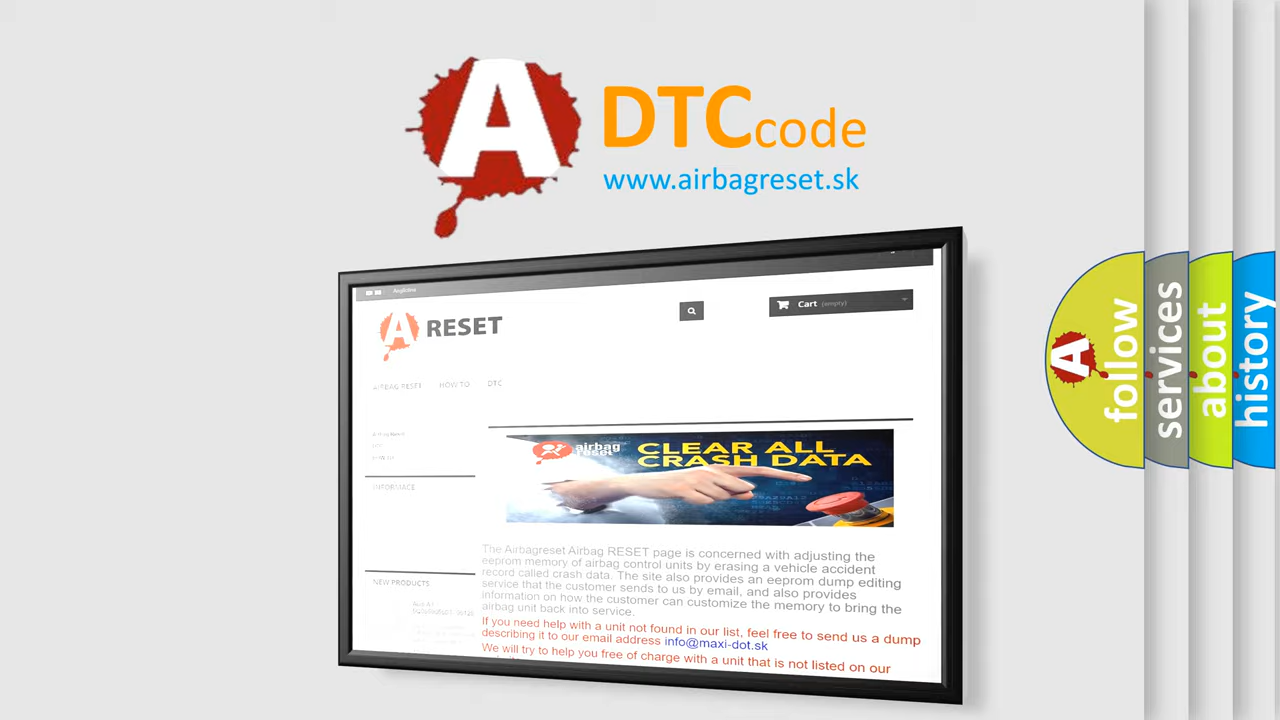 A
DTC code
www.airbagreset.sk
Anglictina
A RESET
Cart (empty)
AIRBAG RESET HOW TO DTC
INFORMACE
NEW PRODUCTS
airbag
reset
CLEAR ALL
CRASH DATA
The Airbagreset Airbag RESET page is concerned with adjusting the
eeprom memory of airbag control units by erasing a vehicle accident
record called crash data. The site also provides an eeprom dump editing
service that the customer sends to us by email, and also provides
information on how the customer can customize the memory to bring the
airbag unit back into service.
If you need help with a unit not found in our list, feel free to send us a dump
describing it to our email address info@maxi-dot.sk
We will try to help you free of charge with a unit that is not listed on our
A
follow
services
about
history